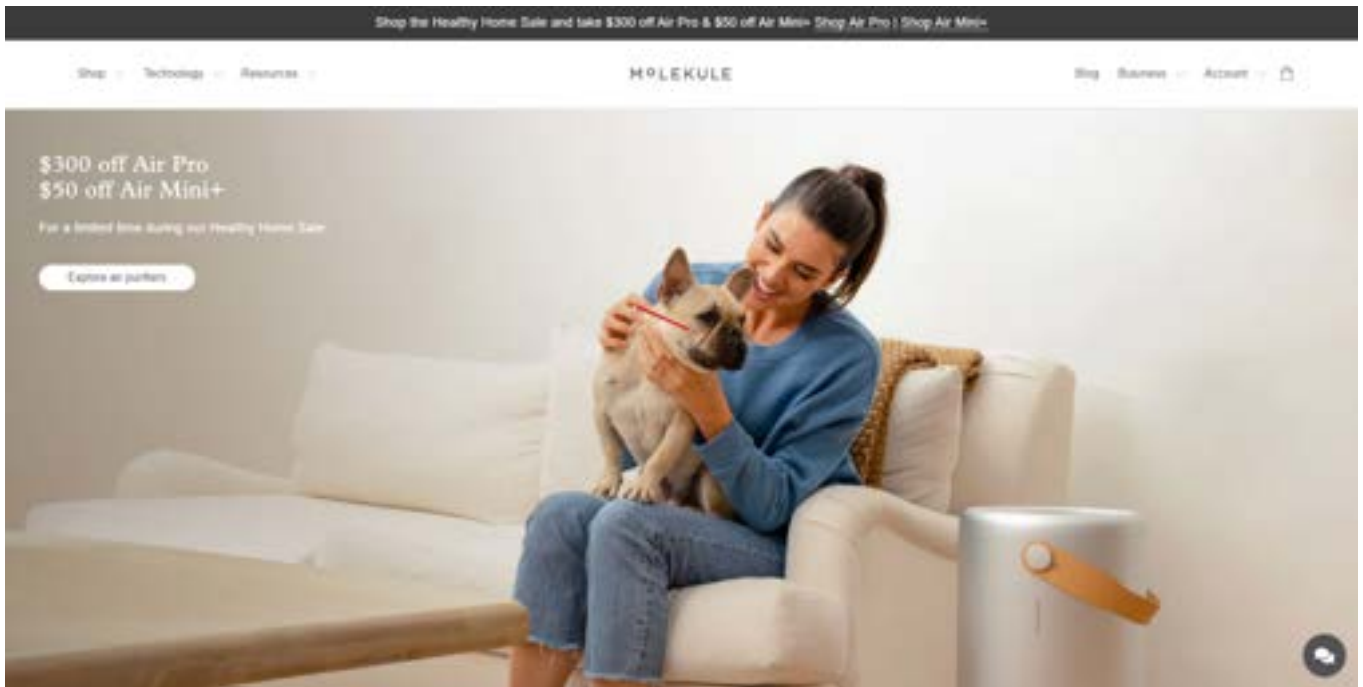 Shop the Healthy Home Sale and take $300 off Air Pro & $50 off Air Mini+ Shop Air Pro | Shop Air Mini+
Shop Technology Resources MOLEKULE Blog Business Account
$300 off Air Pro
$50 off Air Mini+
For a limited time during our Healthy Home Sale
Explore air purifiers